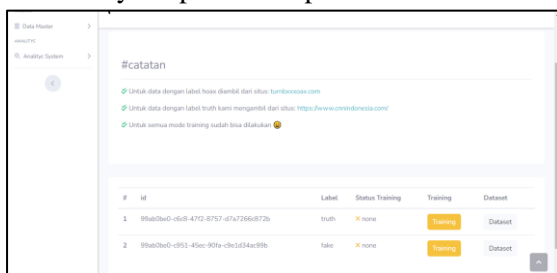 Data Master
ANALITYC
Analityc System
#catatan
Untuk data dengan label hoax diambil dari situs: turnbackhoax.com
Untuk data dengan label truth kami mengambil dari situs: https://www.cnnindonesia.com/
Untuk semua mode training sudah bisa dilakukan
# id Label Status Training Training Dataset
1 99ab0be0-c6d8-47f2-8757-d7a7266c872b truth × none Training Dataset
2 99ab0be0-c951-45ec-90fa-c9e1d34ac99b fake × none Training Dataset